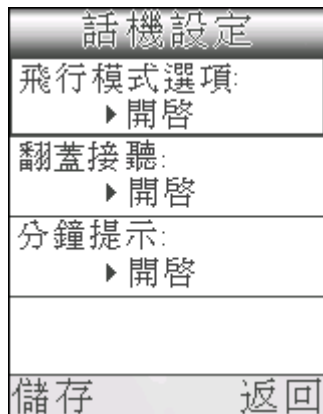 話機設定
飛行模式選項:
▶開啓
翻蓋接聽:
▶開啓
分鐘提示:
▶開啓
儲存 返回